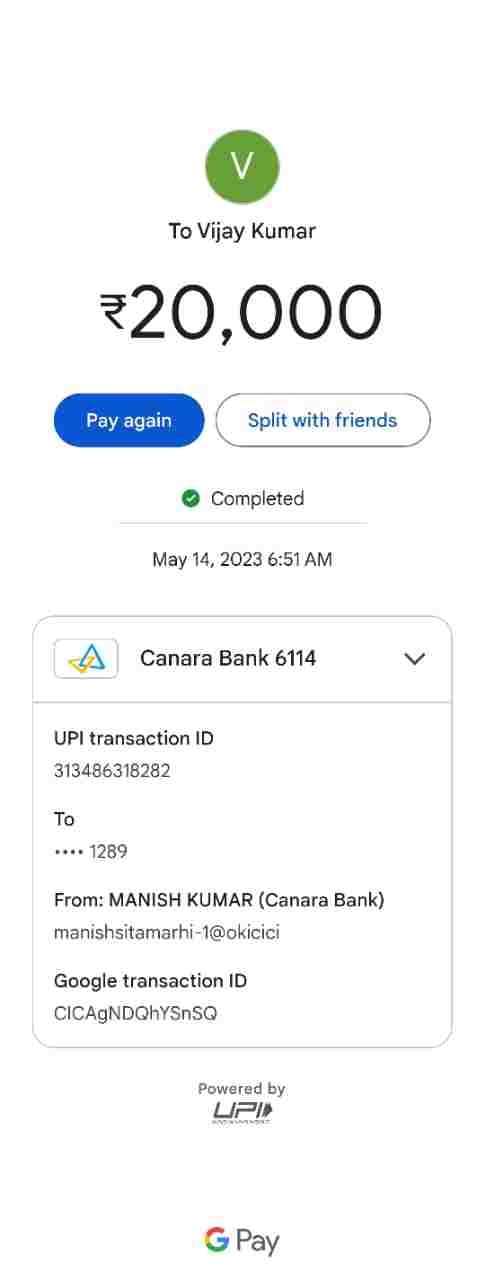 V
To Vijay Kumar
₹20,000
Pay again
Split with friends
Completed
May 14, 2023 6:51 AM
Canara Bank 6114
UPI transaction ID
313486318282
To
•••• 1289
From: MANISH KUMAR (Canara Bank)
manishsitamarhi-1@okicici
Google transaction ID
CICAgNDQhYSnSQ
Powered by
UPI
G Pay